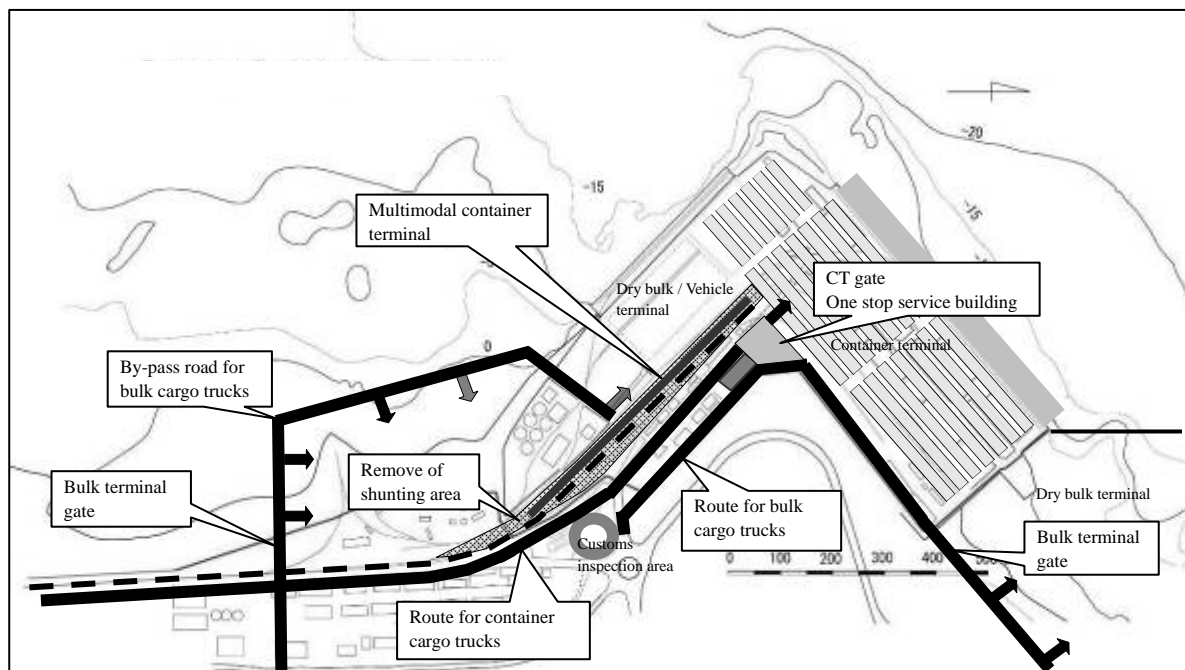 -20
-15
-15
Multimodal container
terminal
Dry bulk / Vehicle
terminal
CT gate
One stop service building
Container terminal
0
By-pass road for
bulk cargo trucks
Bulk terminal
gate
Remove of
shunting area
Route for bulk
cargo trucks
Dry bulk terminal
Customs
inspection area
0 100 200 300 400
Bulk terminal
gate
Route for container
cargo trucks